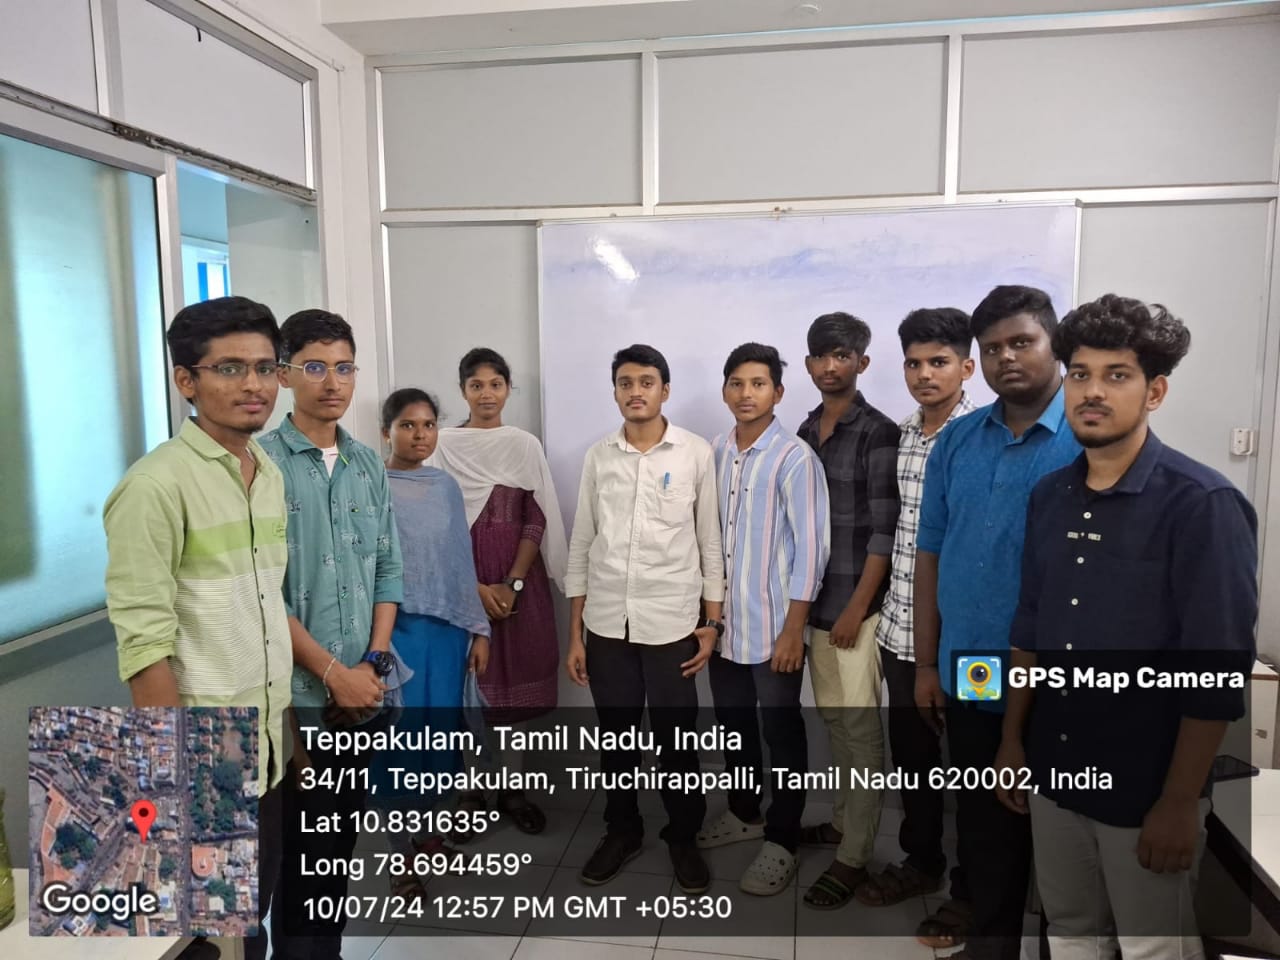 GPS Map Camera
Teppakulam, Tamil Nadu, India
34/11, Teppakulam, Tiruchirappalli, Tamil Nadu 620002, India
Lat 10.831635°
Long 78.694459°
10/07/24 12:57 PM GMT +05:30
Google